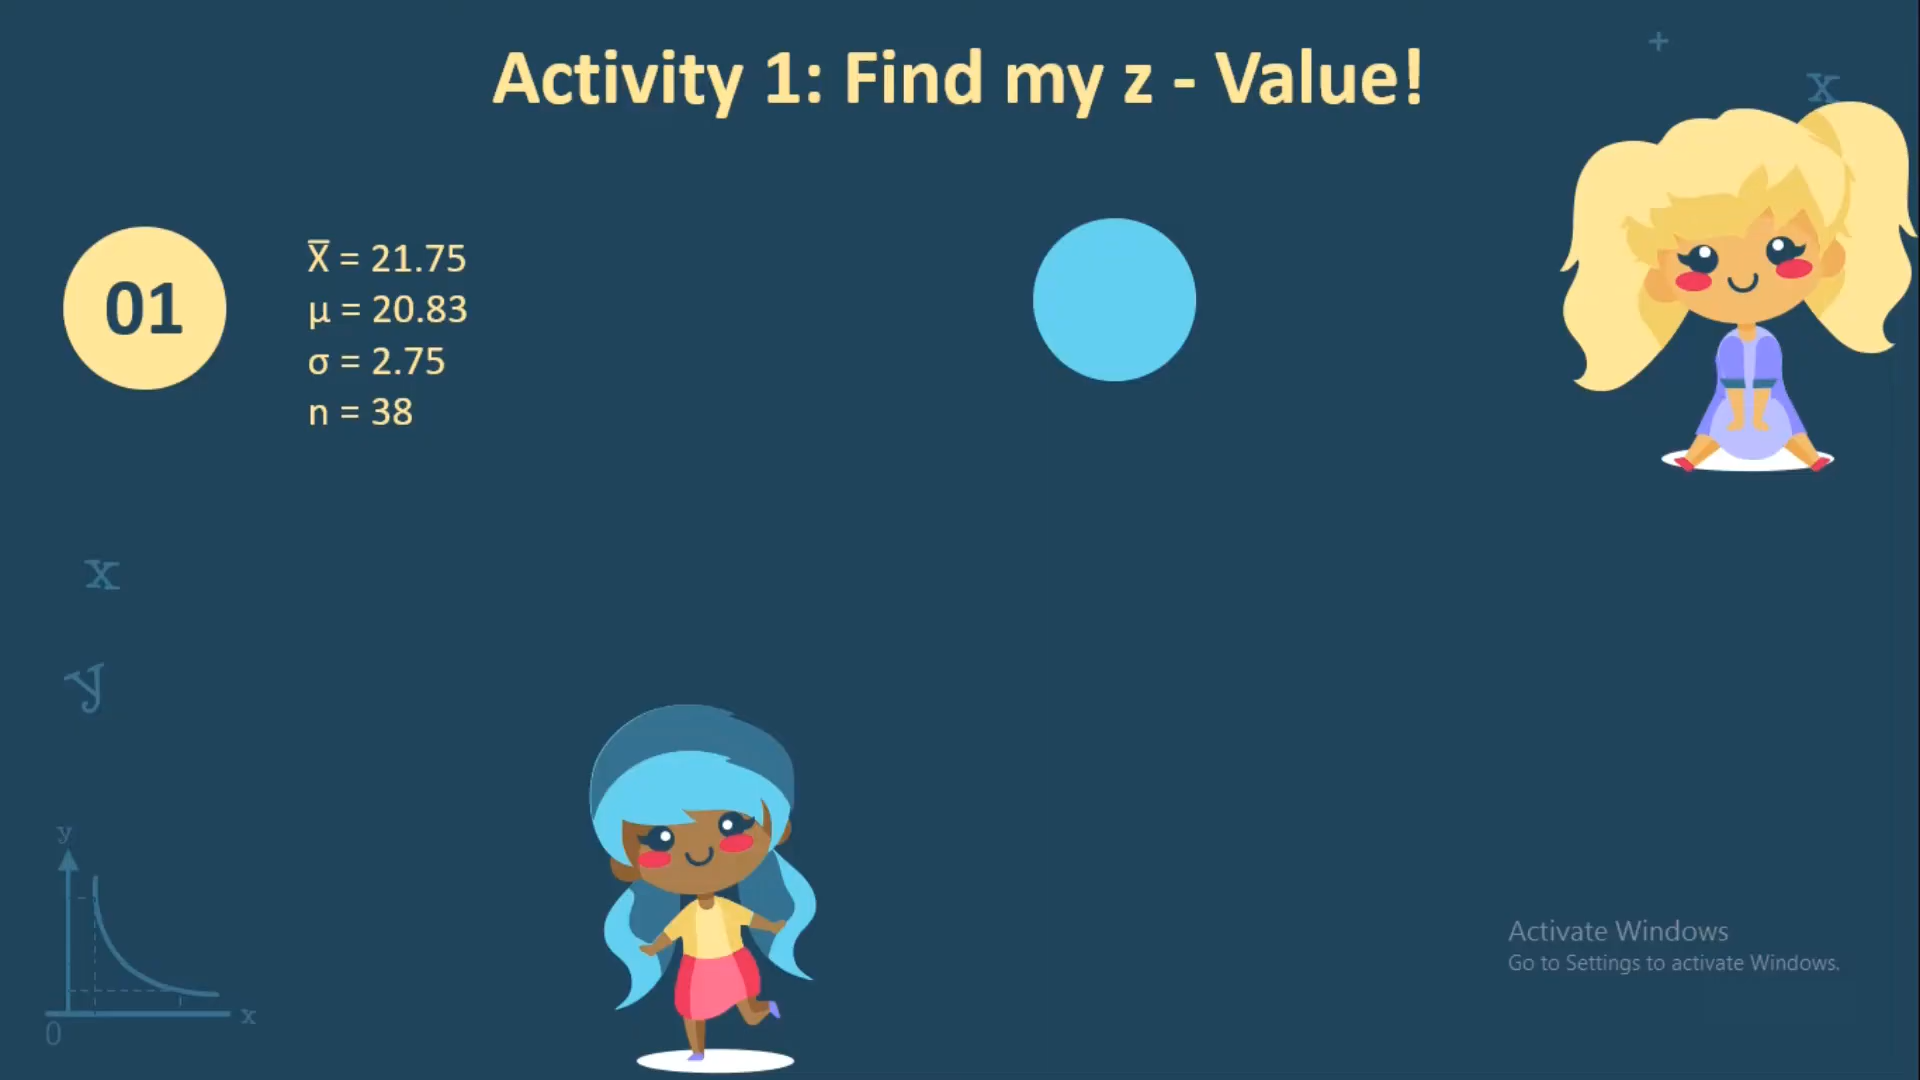 Activity 1: Find my z - Value!
+
x
01
X̅ = 21.75
μ = 20.83
σ = 2.75
n = 38
x
y
y
x
0
Activate Windows
Go to Settings to activate Windows.